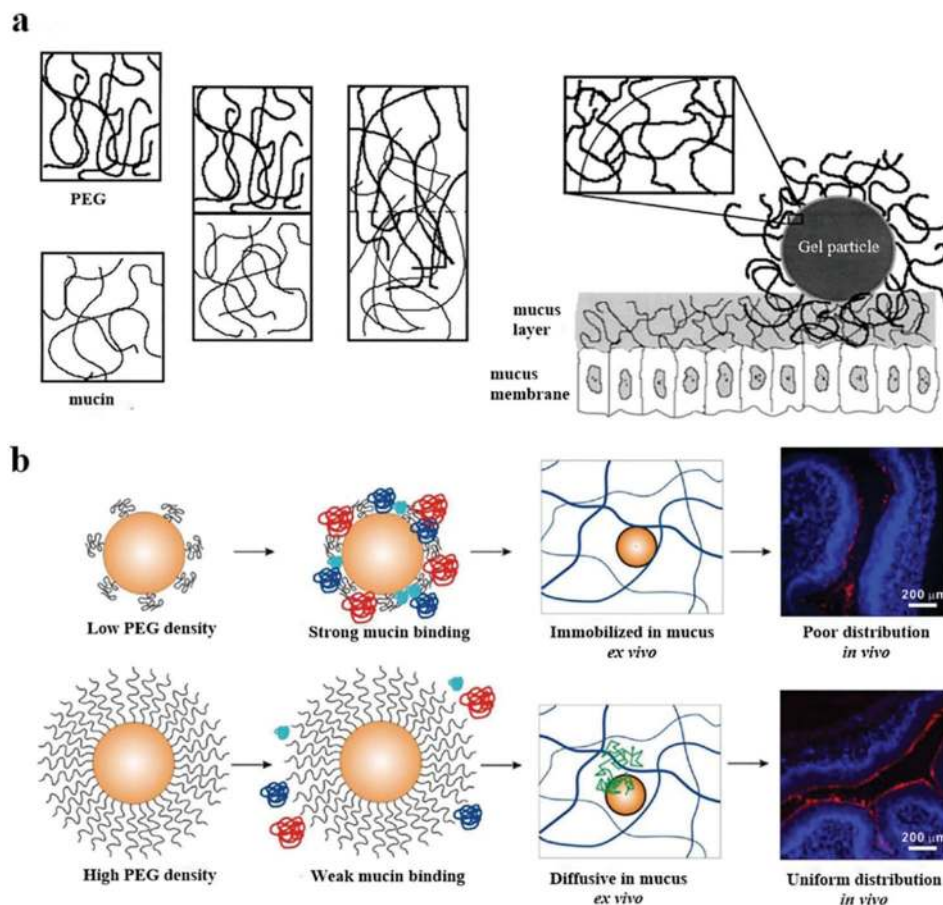 a
PEG
mucin
Gel particle
mucus
layer
mucus
membrane
b
Low PEG density
Strong mucin binding
Immobilized in mucus
ex vivo
200 μm
Poor distribution
in vivo
High PEG density
Weak mucin binding
Diffusive in mucus
ex vivo
200 μm
Uniform distribution
in vivo